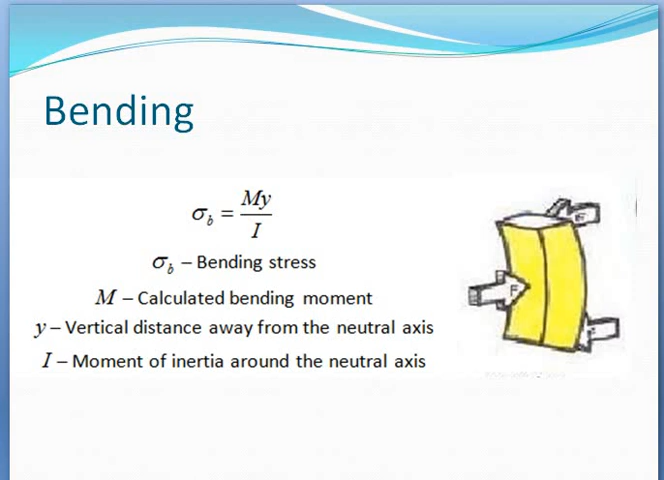 Bending
σb = My
I
σb – Bending stress
M – Calculated bending moment
y – Vertical distance away from the neutral axis
I – Moment of inertia around the neutral axis
F
F